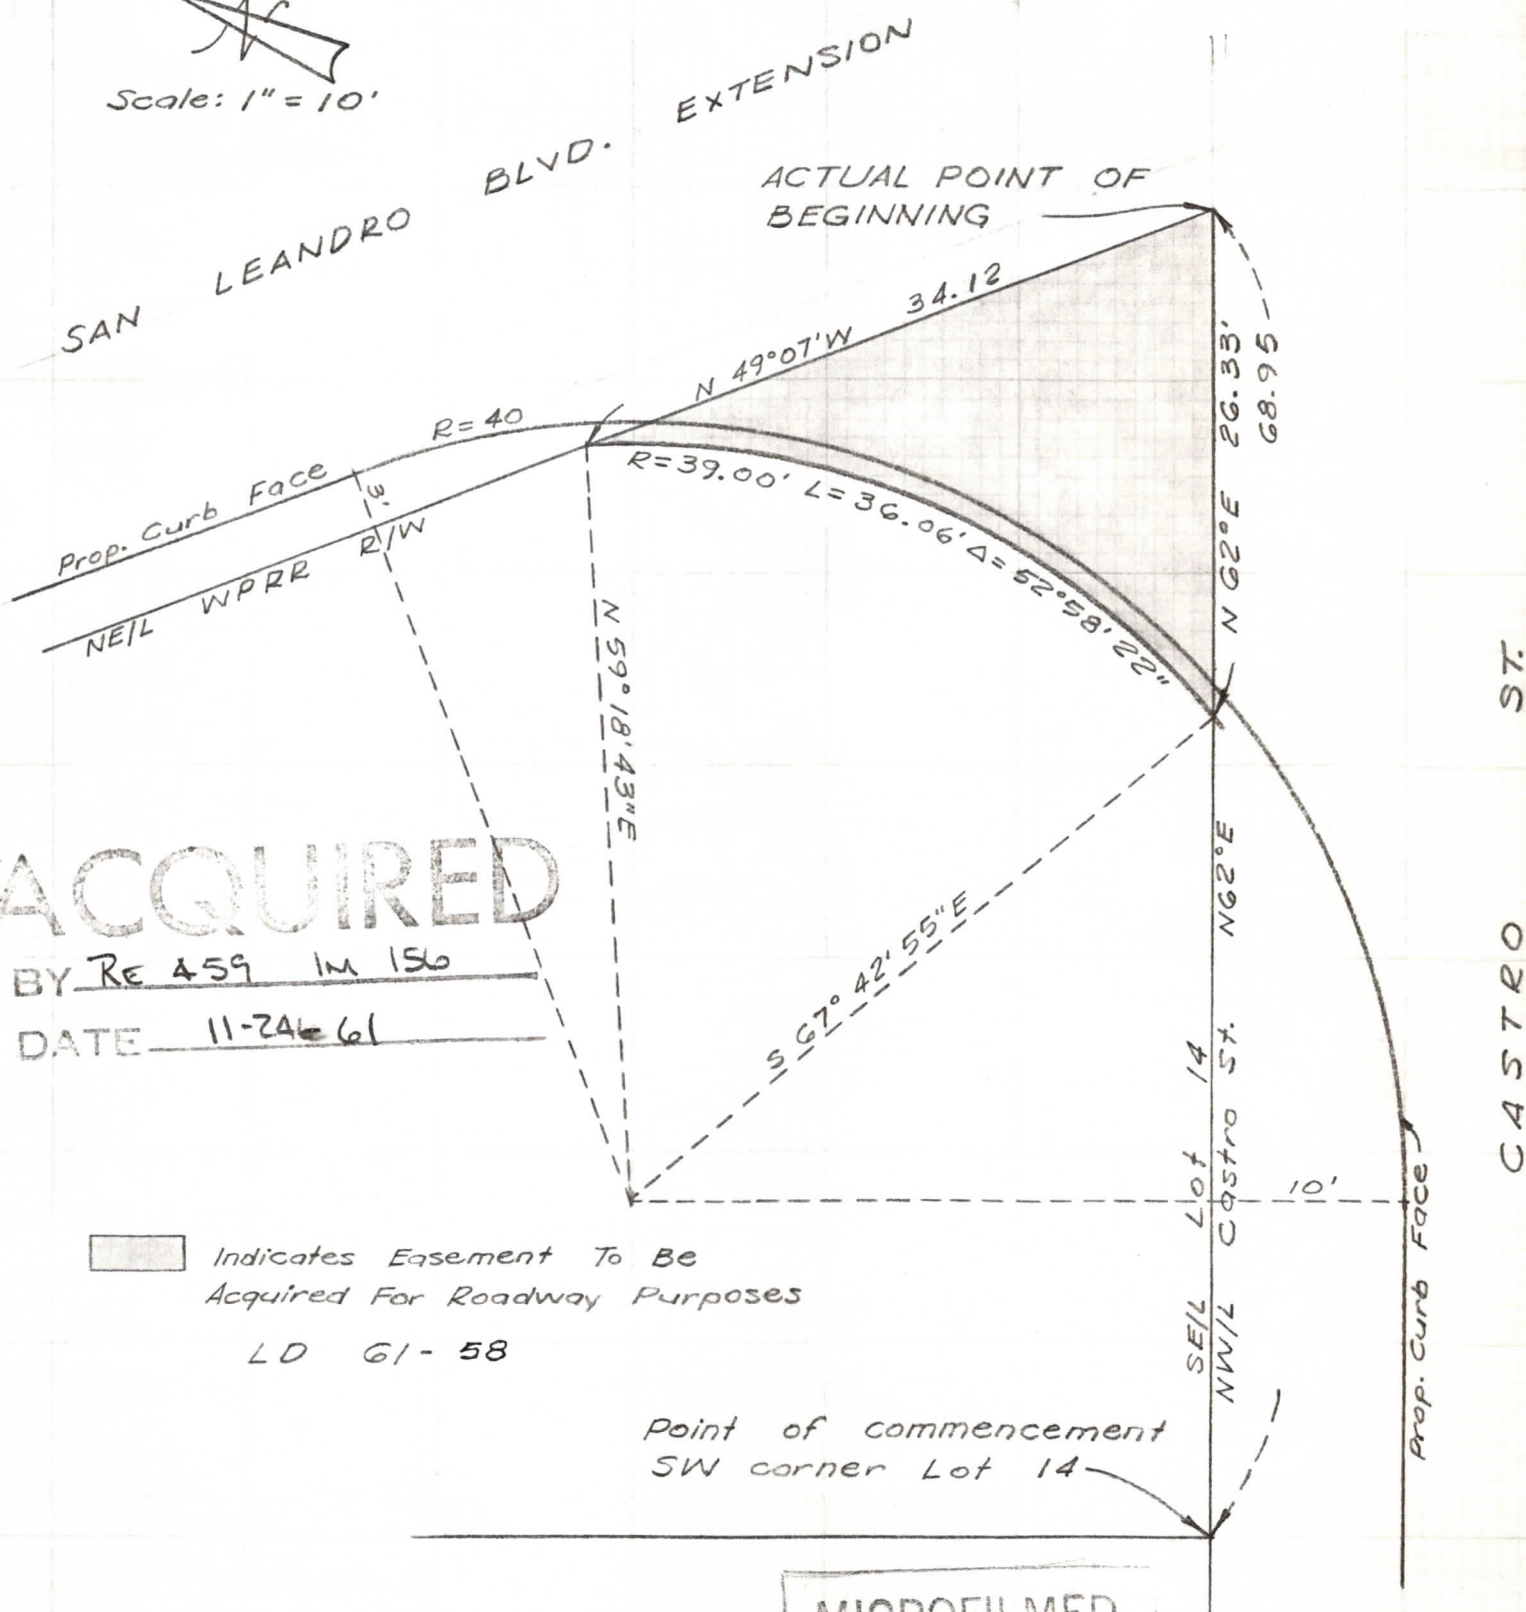 N
Scale: 1" = 10'
SAN LEANDRO BLVD. EXTENSION
ACTUAL POINT OF
BEGINNING
34.12
N 49°07'W
26.33'
68.95
R=40
R=39.00' L=36.06' Δ=52°58'22"
Prop. Curb Face
3'
R/W
NE/L WPRR
N 62°E
N 59°18'43"E
ST.
CASTRO
N62°E
ACQUIRED
BY RE 459 IM 156
DATE 11-24-61
S 67° 42' 55" E
SE/L Lot 14
NW/L Castro St.
10'
Prop. Curb Face
Indicates Easement To Be
Acquired For Roadway Purposes
LD 61-58
Point of commencement
SW corner Lot 14
MICROFILMED